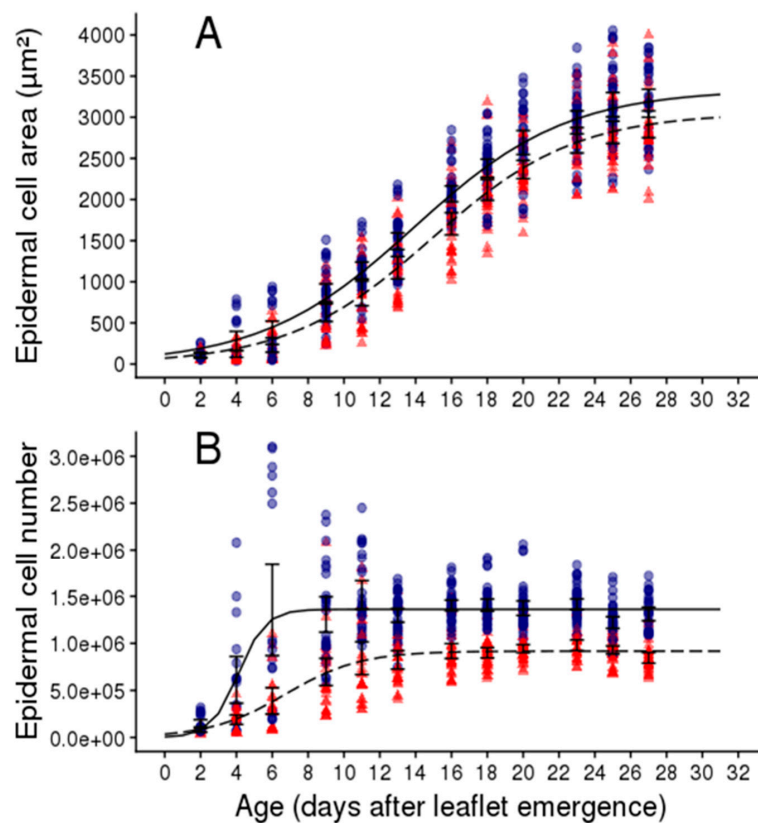 A
Epidermal cell area (µm²)
4000
3500
3000
2500
2000
1500
1000
500
0
0 2 4 6 8 10 12 14 16 18 20 22 24 26 28 30 32
B
Epidermal cell number
3.0e+06
2.5e+06
2.0e+06
1.5e+06
1.0e+06
5.0e+05
0.0e+00
0 2 4 6 8 10 12 14 16 18 20 22 24 26 28 30 32
Age (days after leaflet emergence)